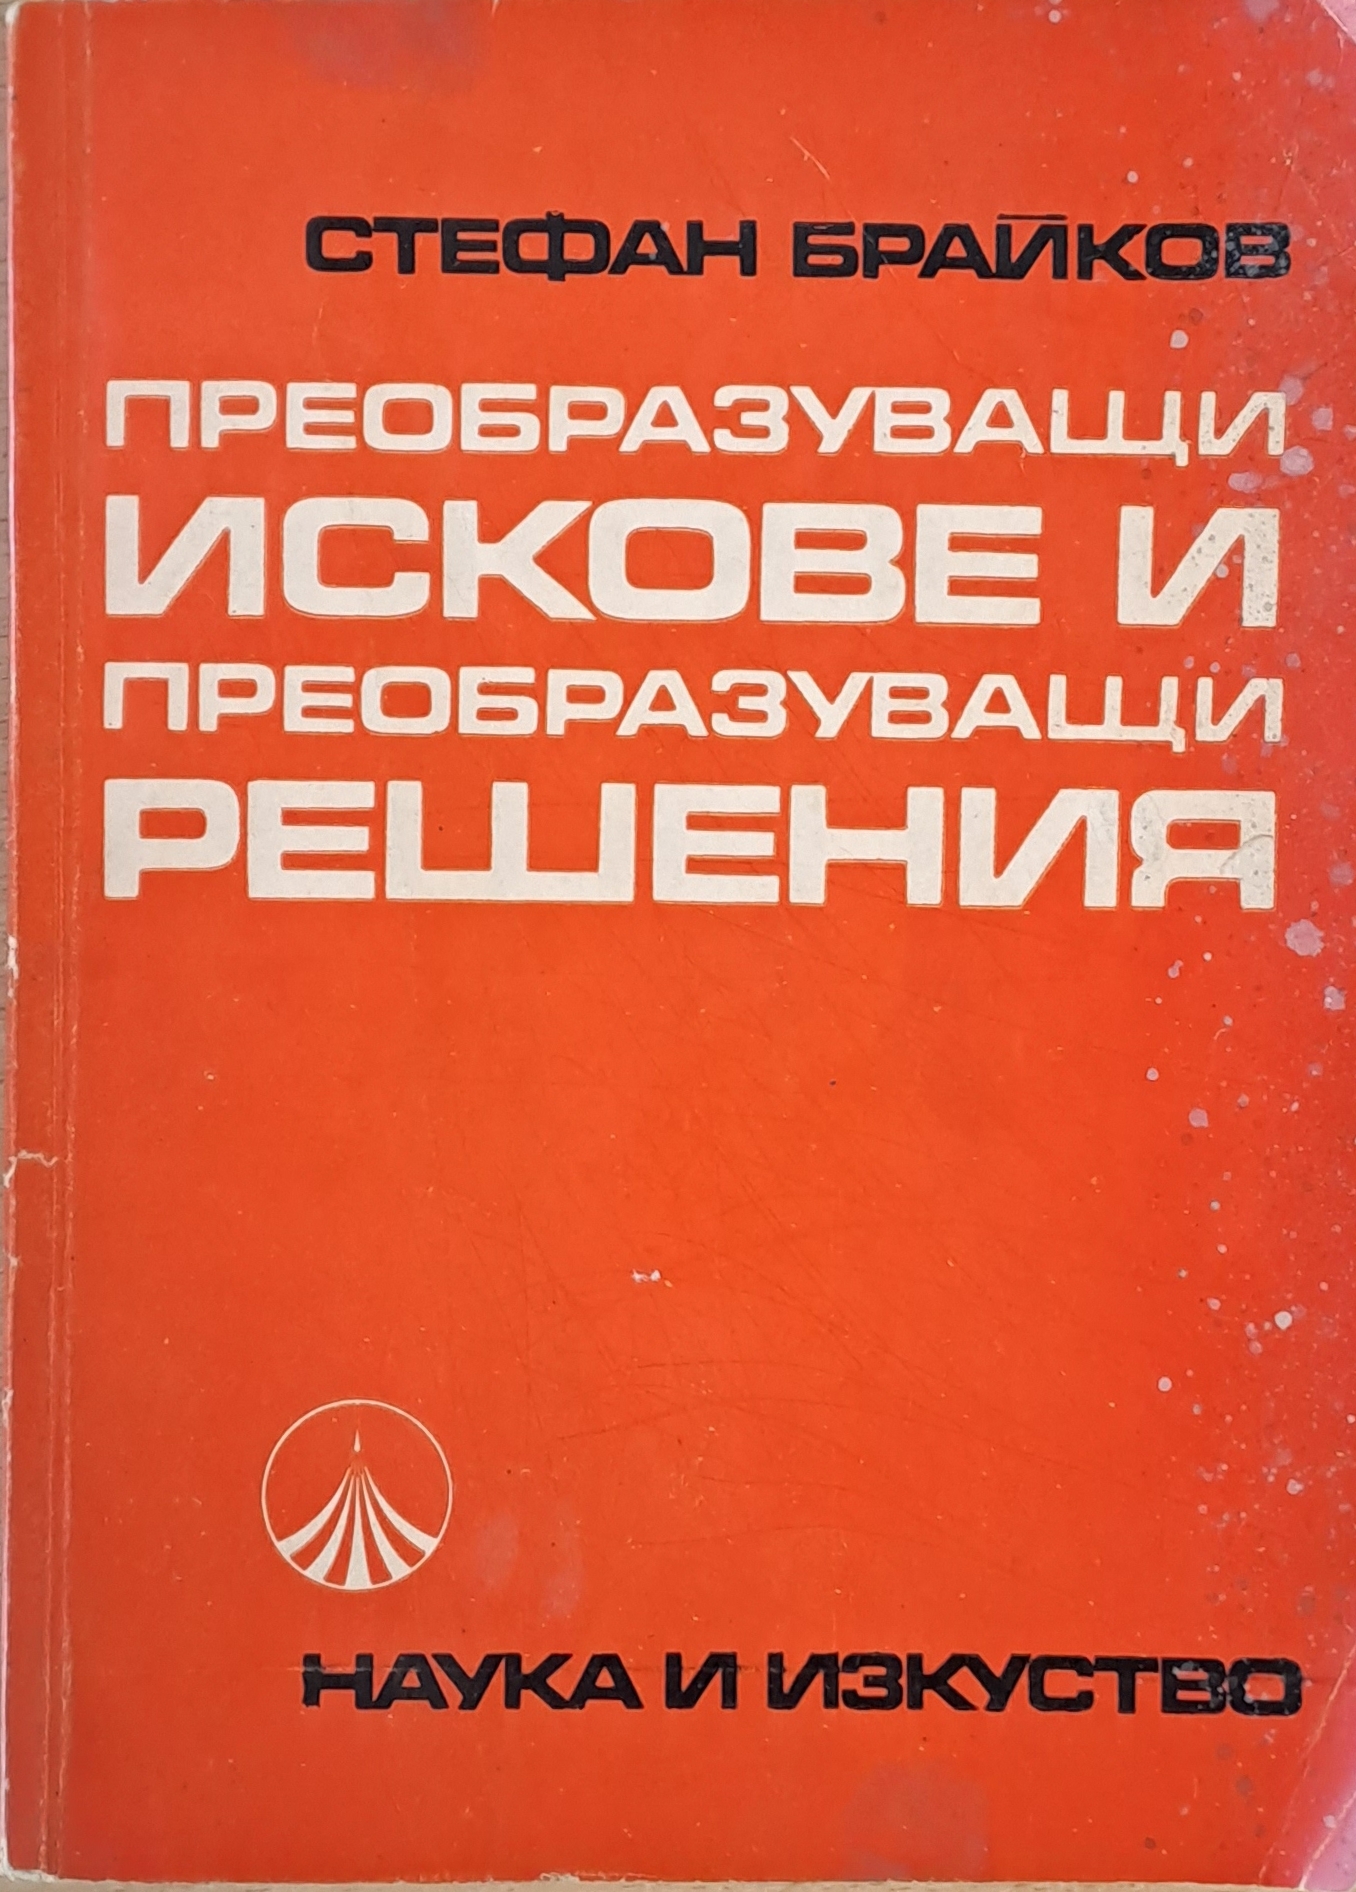 СТЕФАН БРАЙКОВ
ПРЕОБРАЗУВАЩИ
ИСКОВЕ И
ПРЕОБРАЗУВАЩИ
РЕШЕНИЯ
НАУКА И ИЗКУСТВО